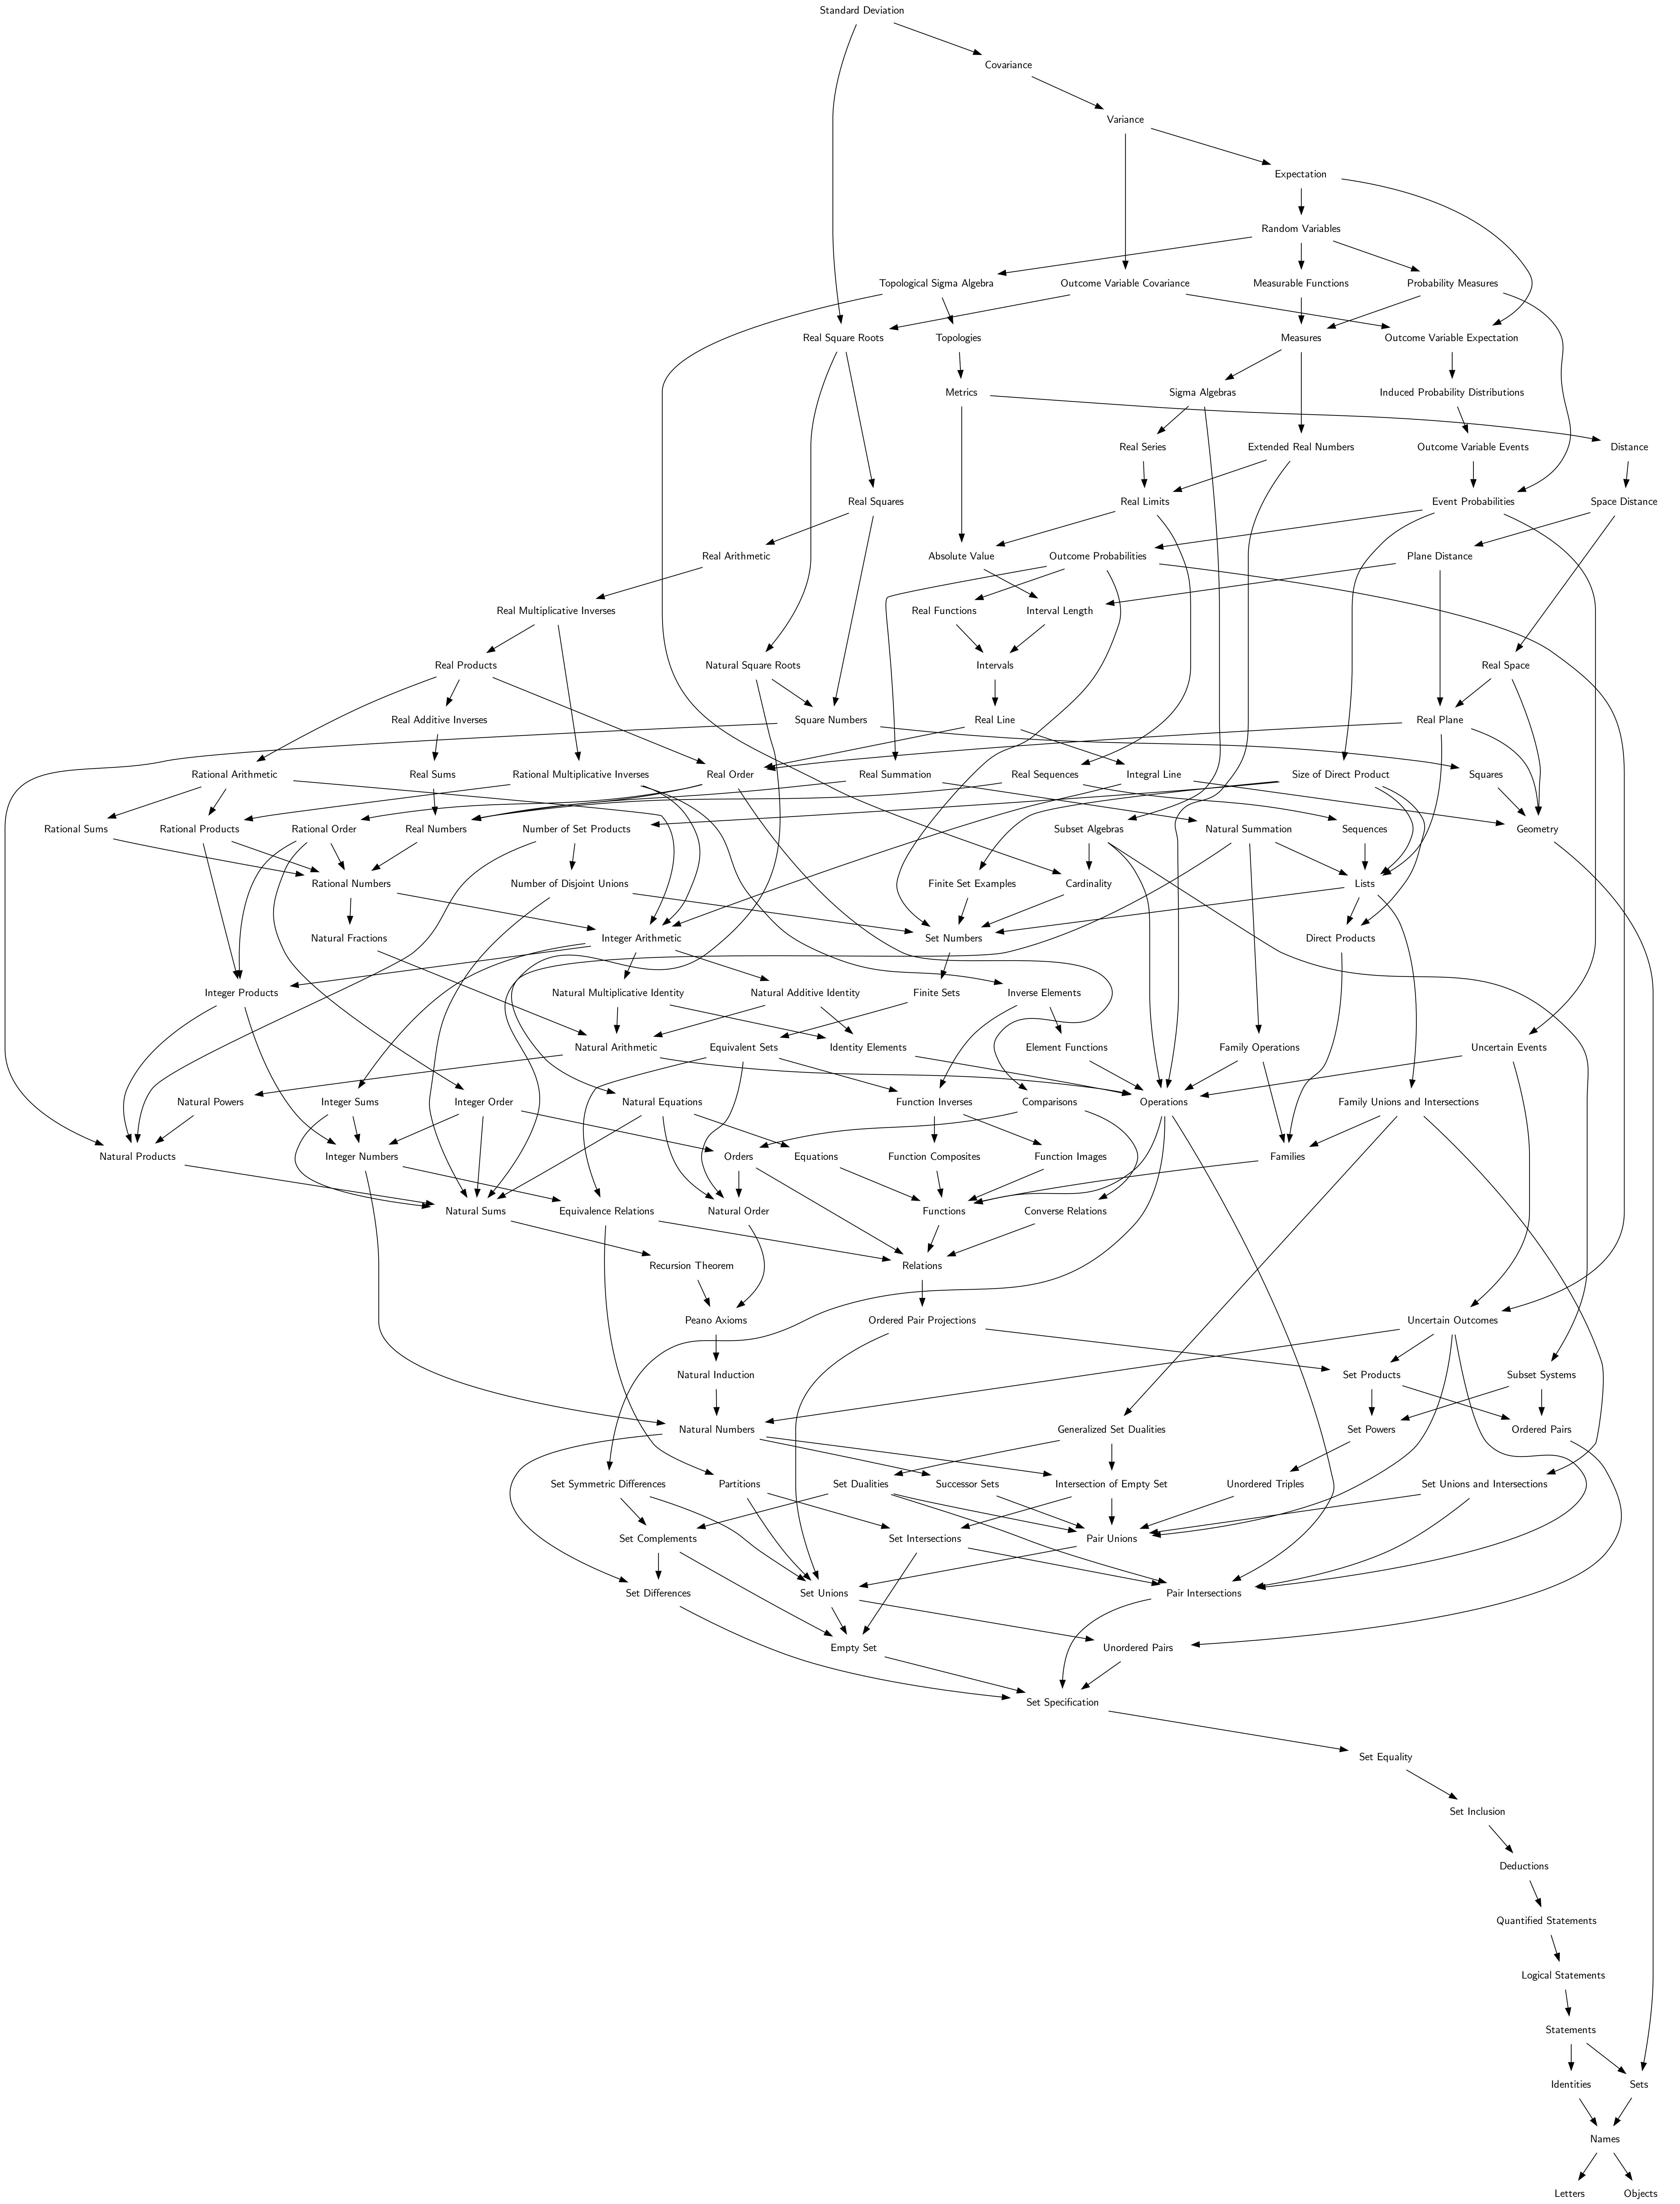 Standard Deviation
Covariance
Variance
Expectation
Random Variables
Topological Sigma Algebra
Outcome Variable Covariance
Measurable Functions
Probability Measures
Real Square Roots
Topologies
Measures
Outcome Variable Expectation
Metrics
Sigma Algebras
Induced Probability Distributions
Real Series
Extended Real Numbers
Outcome Variable Events
Distance
Real Squares
Real Limits
Event Probabilities
Space Distance
Real Arithmetic
Absolute Value
Outcome Probabilities
Plane Distance
Real Multiplicative Inverses
Real Functions
Interval Length
Real Products
Natural Square Roots
Intervals
Real Space
Real Additive Inverses
Square Numbers
Real Line
Real Plane
Rational Arithmetic
Real Sums
Rational Multiplicative Inverses
Real Order
Real Summation
Real Sequences
Integral Line
Size of Direct Product
Squares
Rational Sums
Rational Products
Rational Order
Real Numbers
Number of Set Products
Subset Algebras
Natural Summation
Sequences
Geometry
Rational Numbers
Number of Disjoint Unions
Finite Set Examples
Cardinality
Lists
Natural Fractions
Integer Arithmetic
Set Numbers
Direct Products
Integer Products
Natural Multiplicative Identity
Natural Additive Identity
Finite Sets
Inverse Elements
Natural Arithmetic
Equivalent Sets
Identity Elements
Element Functions
Family Operations
Uncertain Events
Natural Powers
Integer Sums
Integer Order
Natural Equations
Function Inverses
Comparisons
Operations
Family Unions and Intersections
Natural Products
Integer Numbers
Orders
Equations
Function Composites
Function Images
Families
Natural Sums
Equivalence Relations
Natural Order
Functions
Converse Relations
Recursion Theorem
Relations
Peano Axioms
Ordered Pair Projections
Uncertain Outcomes
Natural Induction
Set Products
Subset Systems
Natural Numbers
Generalized Set Dualities
Set Powers
Ordered Pairs
Set Symmetric Differences
Partitions
Set Dualities
Successor Sets
Intersection of Empty Set
Unordered Triples
Set Unions and Intersections
Set Complements
Set Intersections
Pair Unions
Set Differences
Set Unions
Pair Intersections
Empty Set
Unordered Pairs
Set Specification
Set Equality
Set Inclusion
Deductions
Quantified Statements
Logical Statements
Statements
Identities
Sets
Names
Letters
Objects